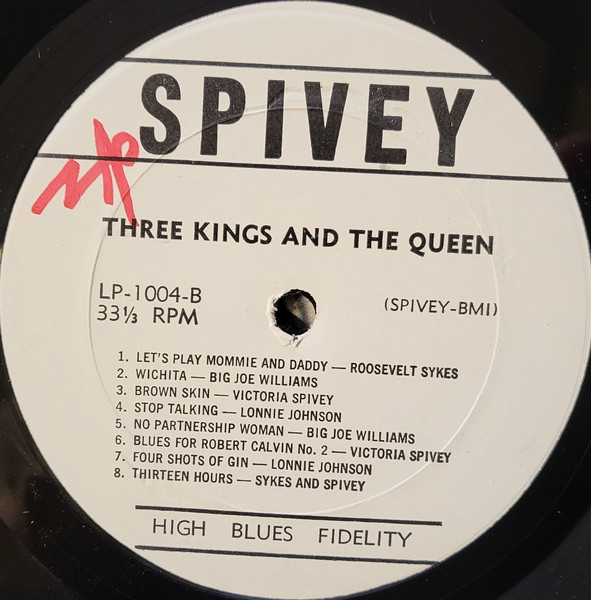 SPIVEY
THREE KINGS AND THE QUEEN
LP-1004-B
33⅓ RPM
(SPIVEY-BMI)
1. LET'S PLAY MOMMIE AND DADDY — ROOSEVELT SYKES
2. WICHITA — BIG JOE WILLIAMS
3. BROWN SKIN — VICTORIA SPIVEY
4. STOP TALKING — LONNIE JOHNSON
5. NO PARTNERSHIP WOMAN — BIG JOE WILLIAMS
6. BLUES FOR ROBERT CALVIN No. 2 — VICTORIA SPIVEY
7. FOUR SHOTS OF GIN — LONNIE JOHNSON
8. THIRTEEN HOURS — SYKES AND SPIVEY
HIGH BLUES FIDELITY